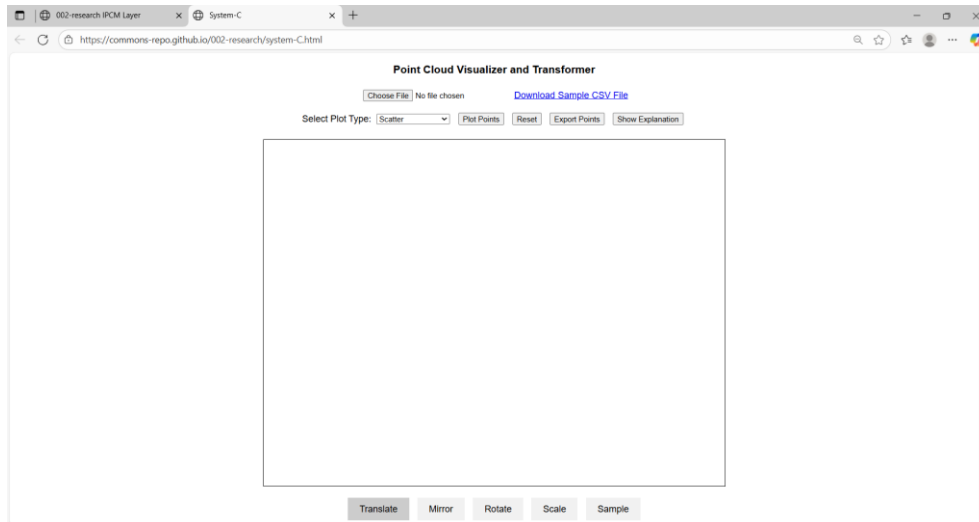 002-research IPCM Layer
System-C
https://commons-repo.github.io/002-research/system-C.html
Point Cloud Visualizer and Transformer
Choose File No file chosen Download Sample CSV File
Select Plot Type: Scatter Plot Points Reset Export Points Show Explanation
Translate Mirror Rotate Scale Sample